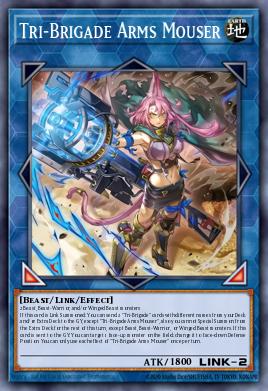 TRI-BRIGADE ARMS MOUSER
EARTH
地
[BEAST/LINK/EFFECT]
2 Beast, Beast-Warrior, and/or Winged Beast monsters
If this card is Link Summoned: You can send 2 "Tri-Brigade" cards with different names from your Deck
and/or Extra Deck to the GY, except "Tri-Brigade Arms Mouser", also you cannot Special Summon from
the Extra Deck for the rest of this turn, except Beast, Beast-Warrior, or Winged Beast monsters. If this
card is sent to the GY: You can target 1 face-up monster on the field; change it to face-down Defense
Position. You can only use each effect of "Tri-Brigade Arms Mouser" once per turn.
ATK/1800 LINK-2